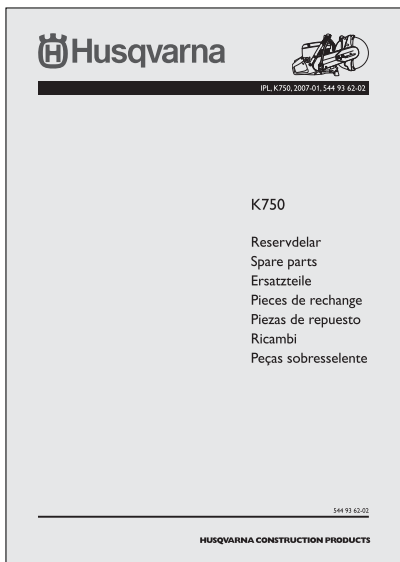 Husqvarna
IPL, K750, 2007-01, 544 93 62-02
K750
Reservdelar
Spare parts
Ersatzteile
Pieces de rechange
Piezas de repuesto
Ricambi
Peças sobresselente
544 93 62-02
HUSQVARNA CONSTRUCTION PRODUCTS